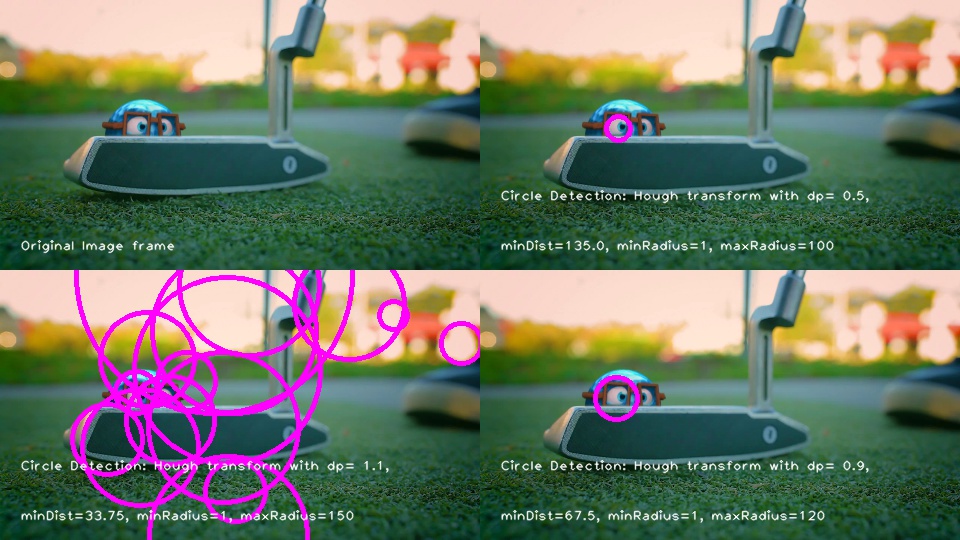 Original Image frame
Circle Detection: Hough transform with dp= 0.5,
minDist=135.0, minRadius=1, maxRadius=100
Circle Detection: Hough transform with dp= 1.1,
minDist=33.75, minRadius=1, maxRadius=150
Circle Detection: Hough transform with dp= 0.9,
minDist=67.5, minRadius=1, maxRadius=120